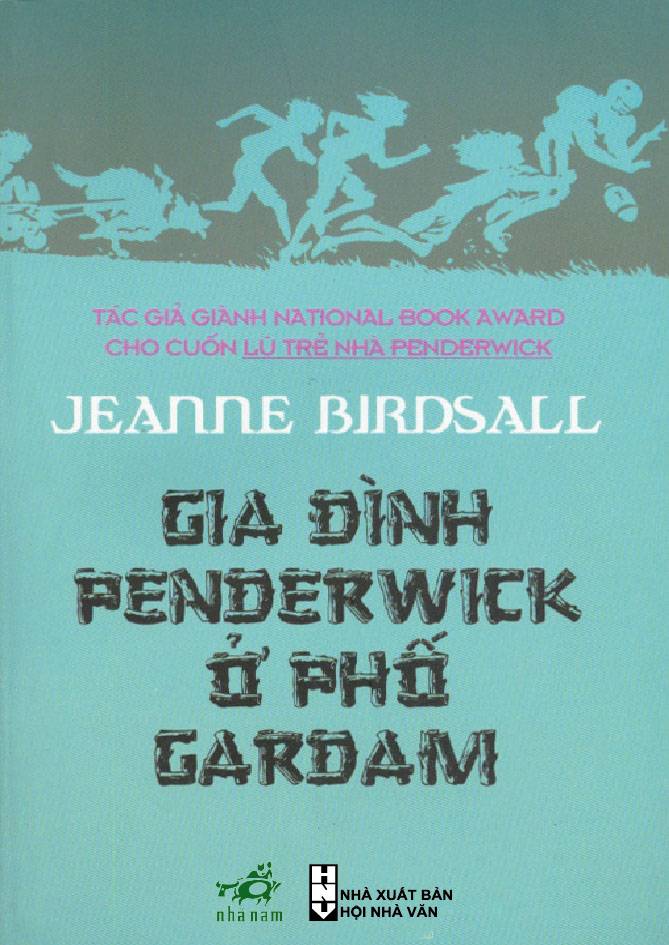 TÁC GIẢ GIÀNH NATIONAL BOOK AWARD
CHO CUỐN LŨ TRẺ NHÀ PENDERWICK
JEANNE BIRDSALL
GIA ĐÌNH
PENDERWICK
Ở PHỐ
GARDAM
nhã nam
HNV
NHÀ XUẤT BẢN
HỘI NHÀ VĂN